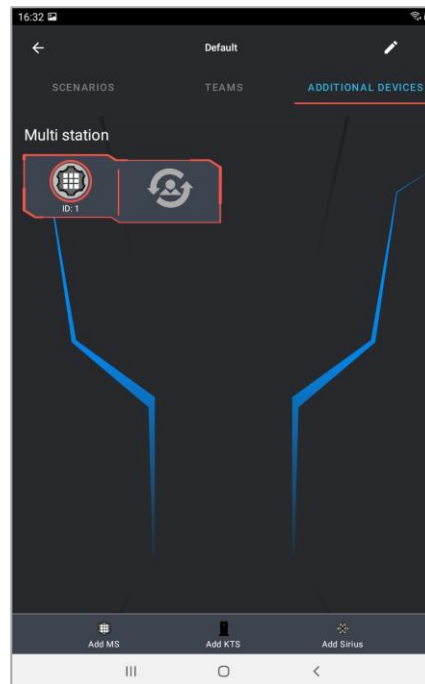 16:32
Default
SCENARIOS TEAMS ADDITIONAL DEVICES
Multi station
ID: 1
Add MS Add KTS Add Sirius